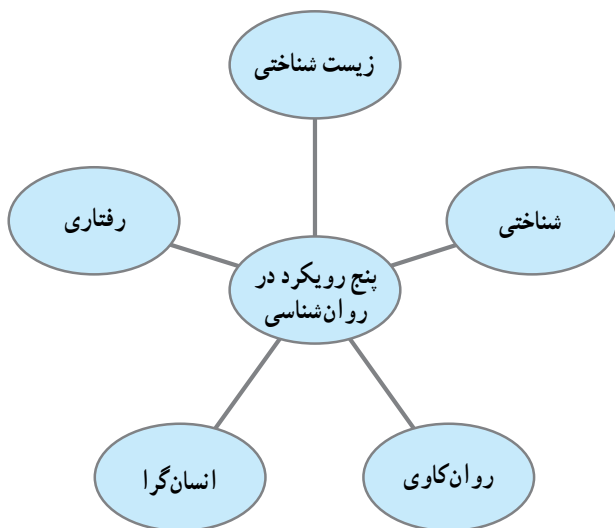 زیست شناختی
شناختی
رفتاری
پنج رویکرد در
روان‌شناسی
روان‌کاوی
انسان‌گرا